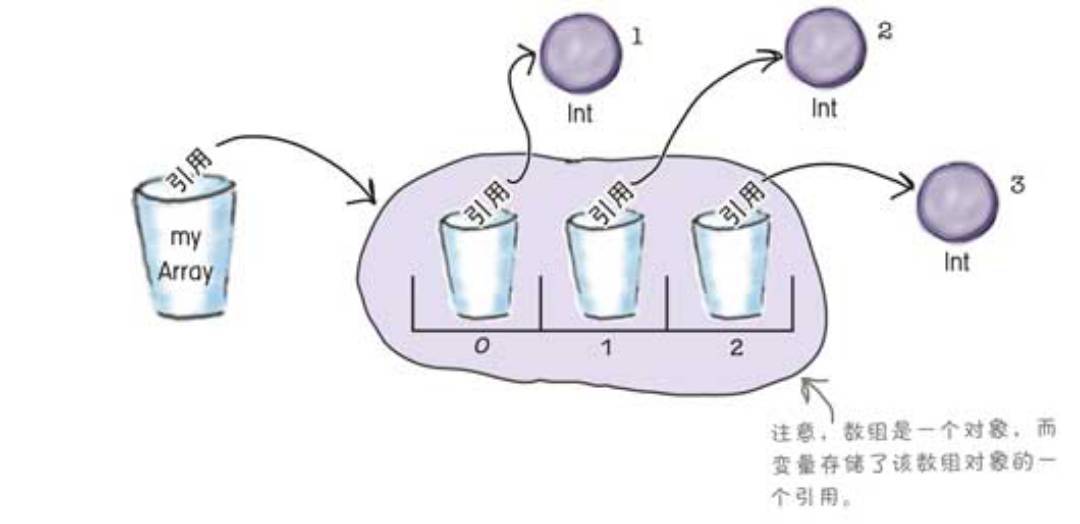 1
Int
2
Int
3
Int
引用
my
Array
引用
引用
引用
0
1
2
注意，数组是一个对象，而
变量存储了该数组对象的一
个引用。